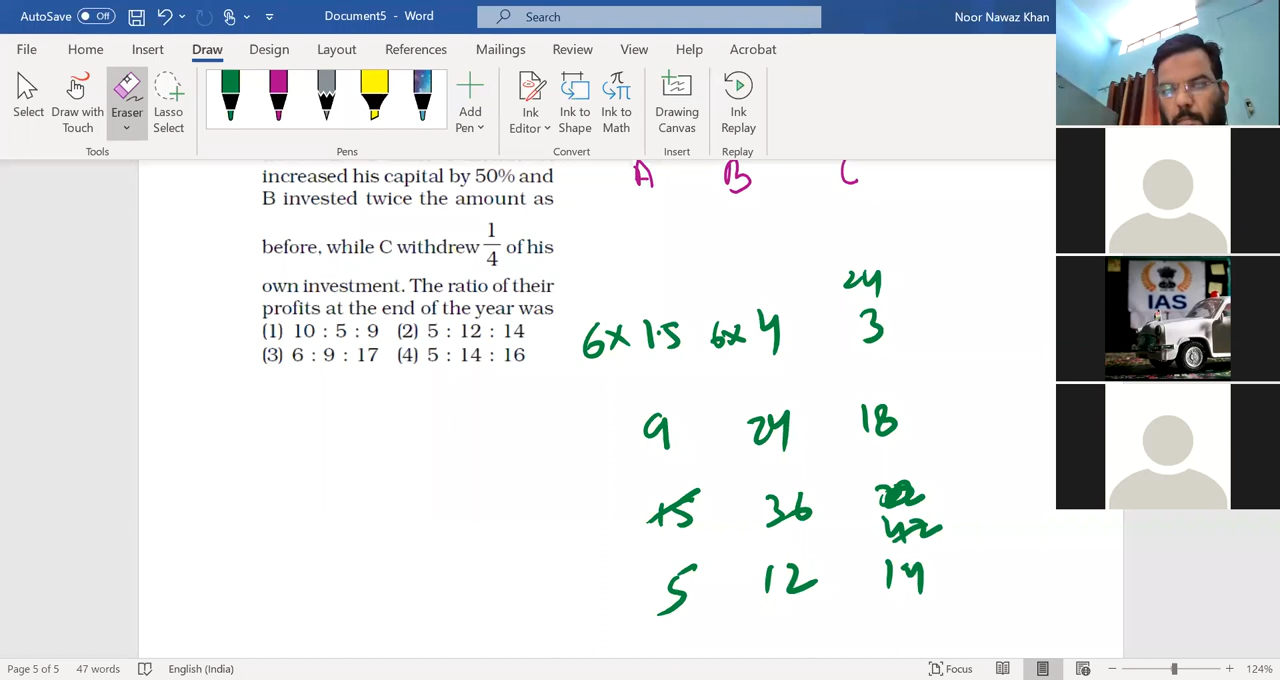 AutoSave Off Document5 - Word Search Noor Nawaz Khan
File Home Insert Draw Design Layout References Mailings Review View Help Acrobat
Select Draw with Touch Eraser Lasso Select Add Pen Ink Editor Ink to Shape Ink to Math Drawing Canvas Ink Replay
Tools Pens Convert Insert Replay
A B C
increased his capital by 50% and
B invested twice the amount as
before, while C withdrew 1/4 of his
own investment. The ratio of their
profits at the end of the year was
(1) 10 : 5 : 9 (2) 5 : 12 : 14
(3) 6 : 9 : 17 (4) 5 : 14 : 16
24
6x 1.5 6x 4 3
9 24 18
15 36
42
5 12 14
IAS
Page 5 of 5 47 words English (India) Focus 124%